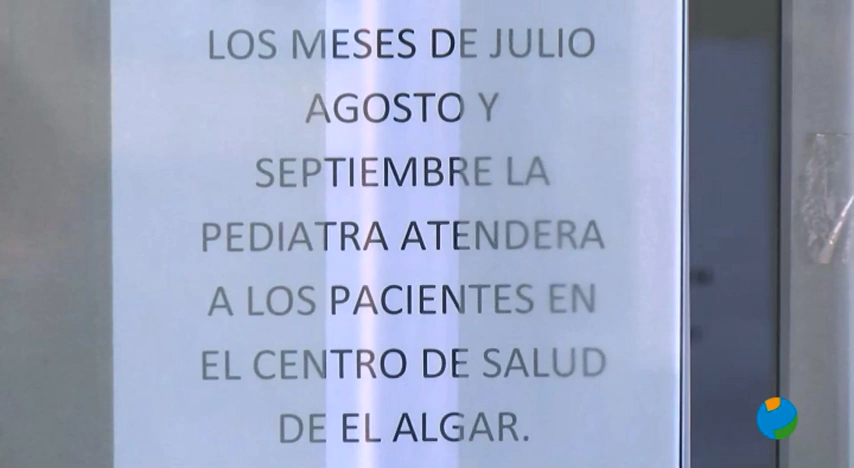 LOS MESES DE JULIO
AGOSTO Y
SEPTIEMBRE LA
PEDIATRA ATENDERA
A LOS PACIENTES EN
EL CENTRO DE SALUD
DE EL ALGAR.